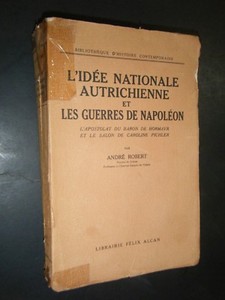 BIBLIOTHÈQUE D'HISTOIRE CONTEMPORAINE
L'IDÉE NATIONALE
AUTRICHIENNE
ET
LES GUERRES DE NAPOLÉON
L'APOSTOLAT DU BARON DE HORMAYR
ET LE SALON DE CAROLINE PICHLER
PAR
ANDRÉ ROBERT
LIBRAIRIE FÉLIX ALCAN